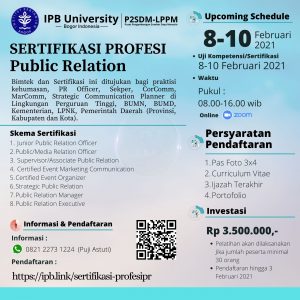 IPB University
Bogor Indonesia
P2SDM-LPPM
Upcoming Schedule
8-10 Februari 2021
SERTIFIKASI PROFESI
Public Relation
Bimtek dan Sertifikasi ini ditujukan bagi praktisi
kehumasan, PR Officer, Sekper, CorComm,
MarComm, Strategic Communication Planner di
Lingkungan Perguruan Tinggi, BUMN, BUMD,
Kementerian, LPNK, Pemerintah Daerah (Provinsi,
Kabupaten dan Kota).
Skema Sertifikasi
1. Junior Public Relation Officer
2. Public/Media Relation Officer
3. Supervisor/Associate Public Relation
4. Certified Event Marketing Communication
5.Certified Event Organizer
6.Strategic Public Relation
7. Public Relation Manager
8.Public Relation Executive
Informasi & Pendaftaran
Informasi :
0821 2273 1224 (Puji Astuti)
Pendaftaran :
https://ipb.link/sertifikasi-profesipr
Uji Kompetensi/Sertifikasi
8-10 Februari 2021
Waktu
Pukul :
08.00-16.00 wib
Online
zoom
Persyaratan
Pendaftaran
1.Pas Foto 3x4
2.Curriculum Vitae
3.Ijazah Terakhir
4.Portofolio
Investasi
Rp 3.500.000,-
Pelatihan akan dilaksanakan
jika jumlah peserta minimal
30 orang
Pendaftaran hingga 3
Februari 2021